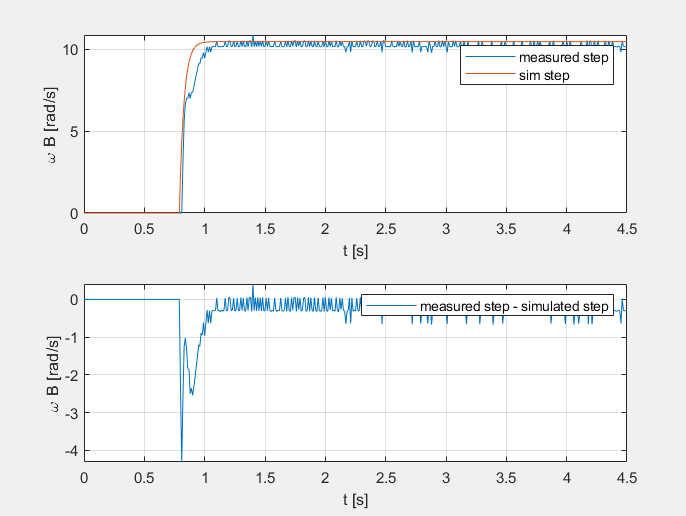 10
5
0
ω B [rad/s]
measured step
sim step
0 0.5 1 1.5 2 2.5 3 3.5 4 4.5
t [s]
0
-1
-2
-3
-4
ω B [rad/s]
measured step - simulated step
0 0.5 1 1.5 2 2.5 3 3.5 4 4.5
t [s]